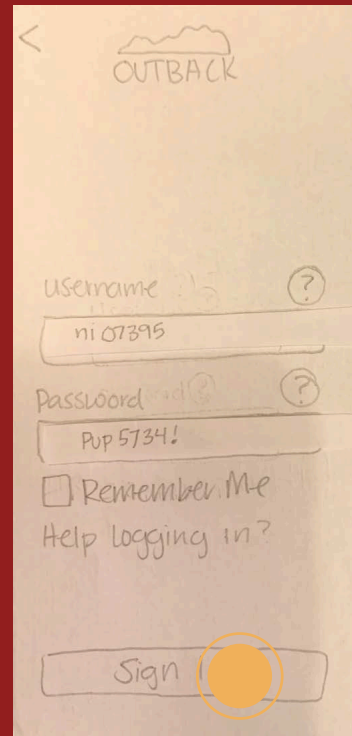 <
OUTBACK
username ?
ni07395
Password ?
Pup5734!
Remember Me
Help logging in?
Sign